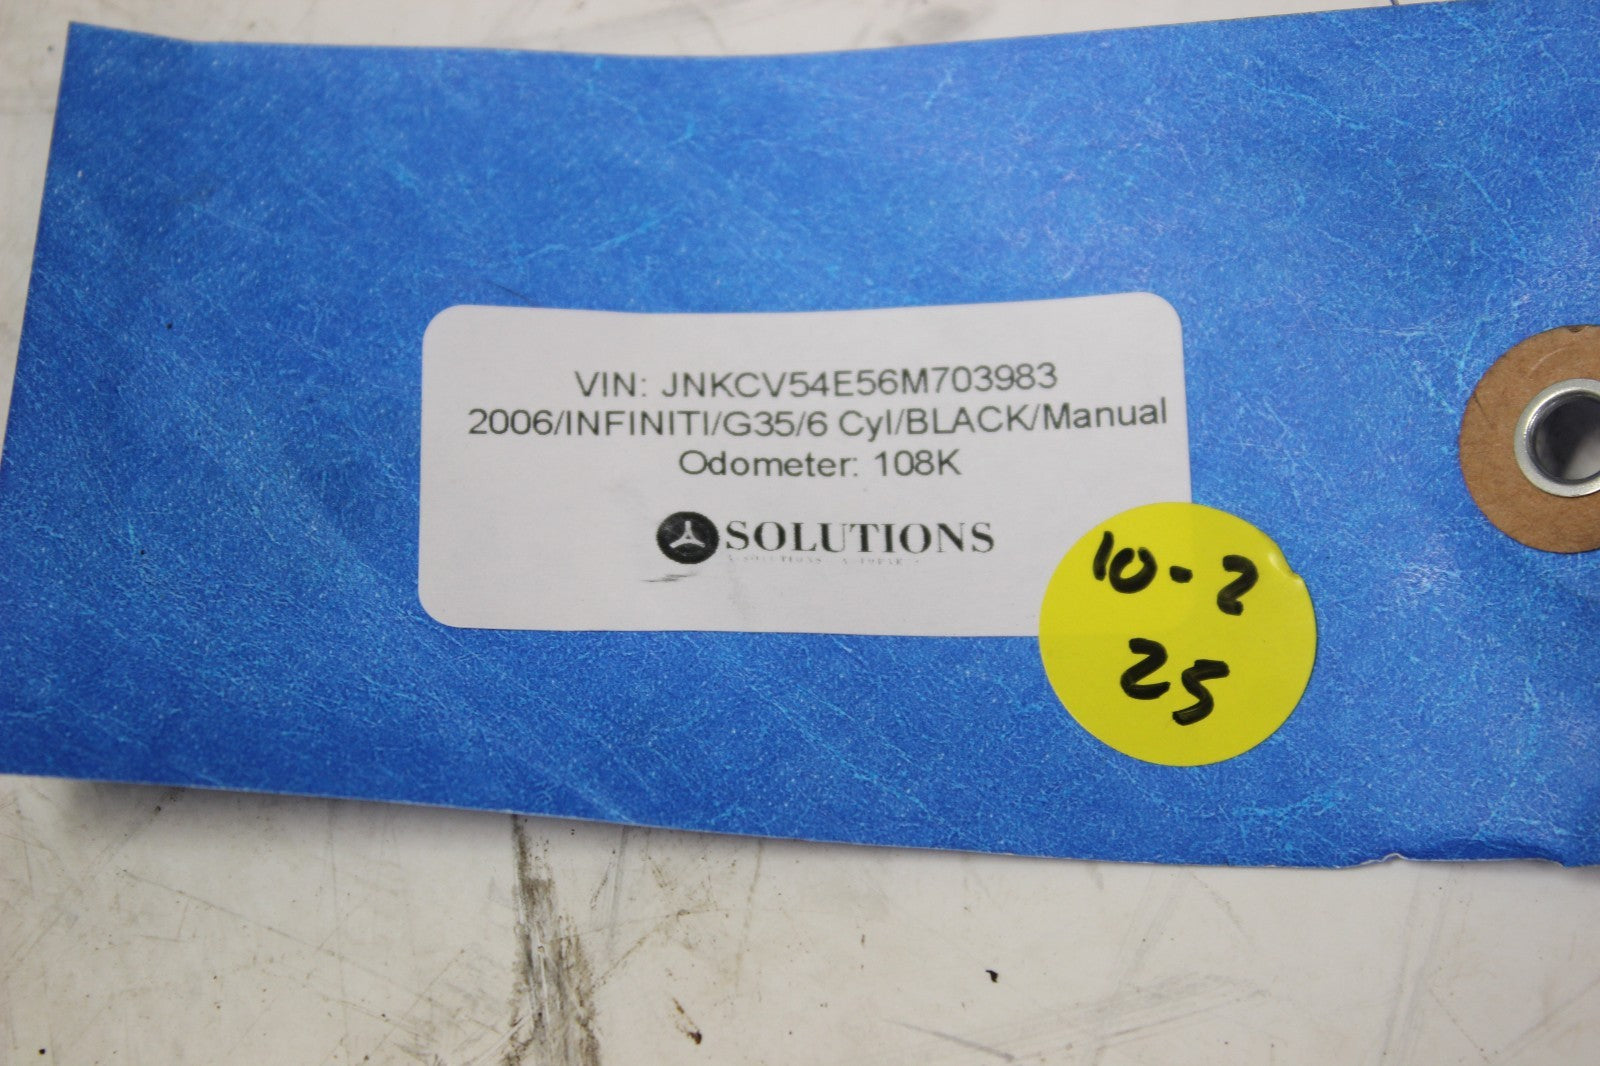 VIN: JNKCV54E56M703983
2006/INFINITI/G35/6 Cyl/BLACK/Manual
Odometer: 108K
SOLUTIONS
10-2
25